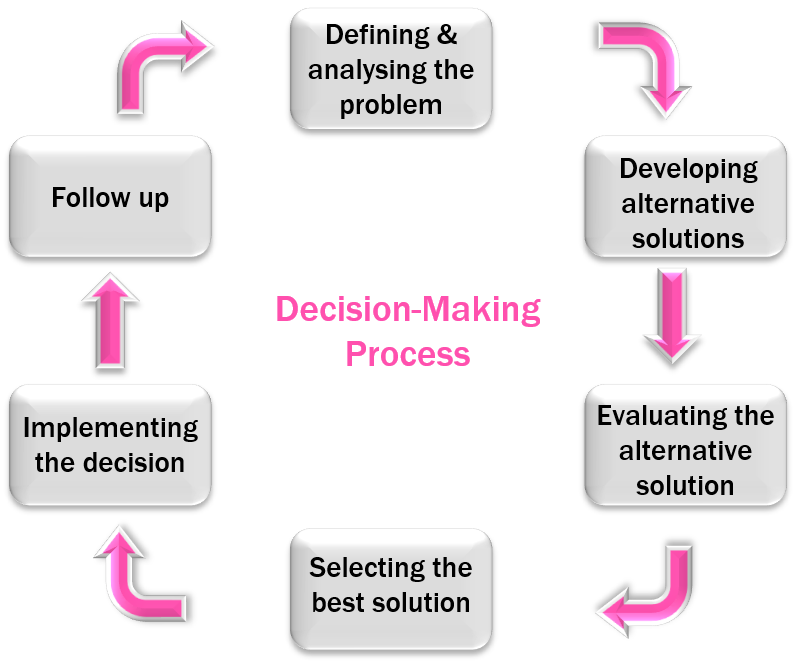 Defining &
analysing the
problem
Developing
alternative
solutions
Evaluating the
alternative
solution
Selecting the
best solution
Implementing
the decision
Follow up
Decision-Making
Process